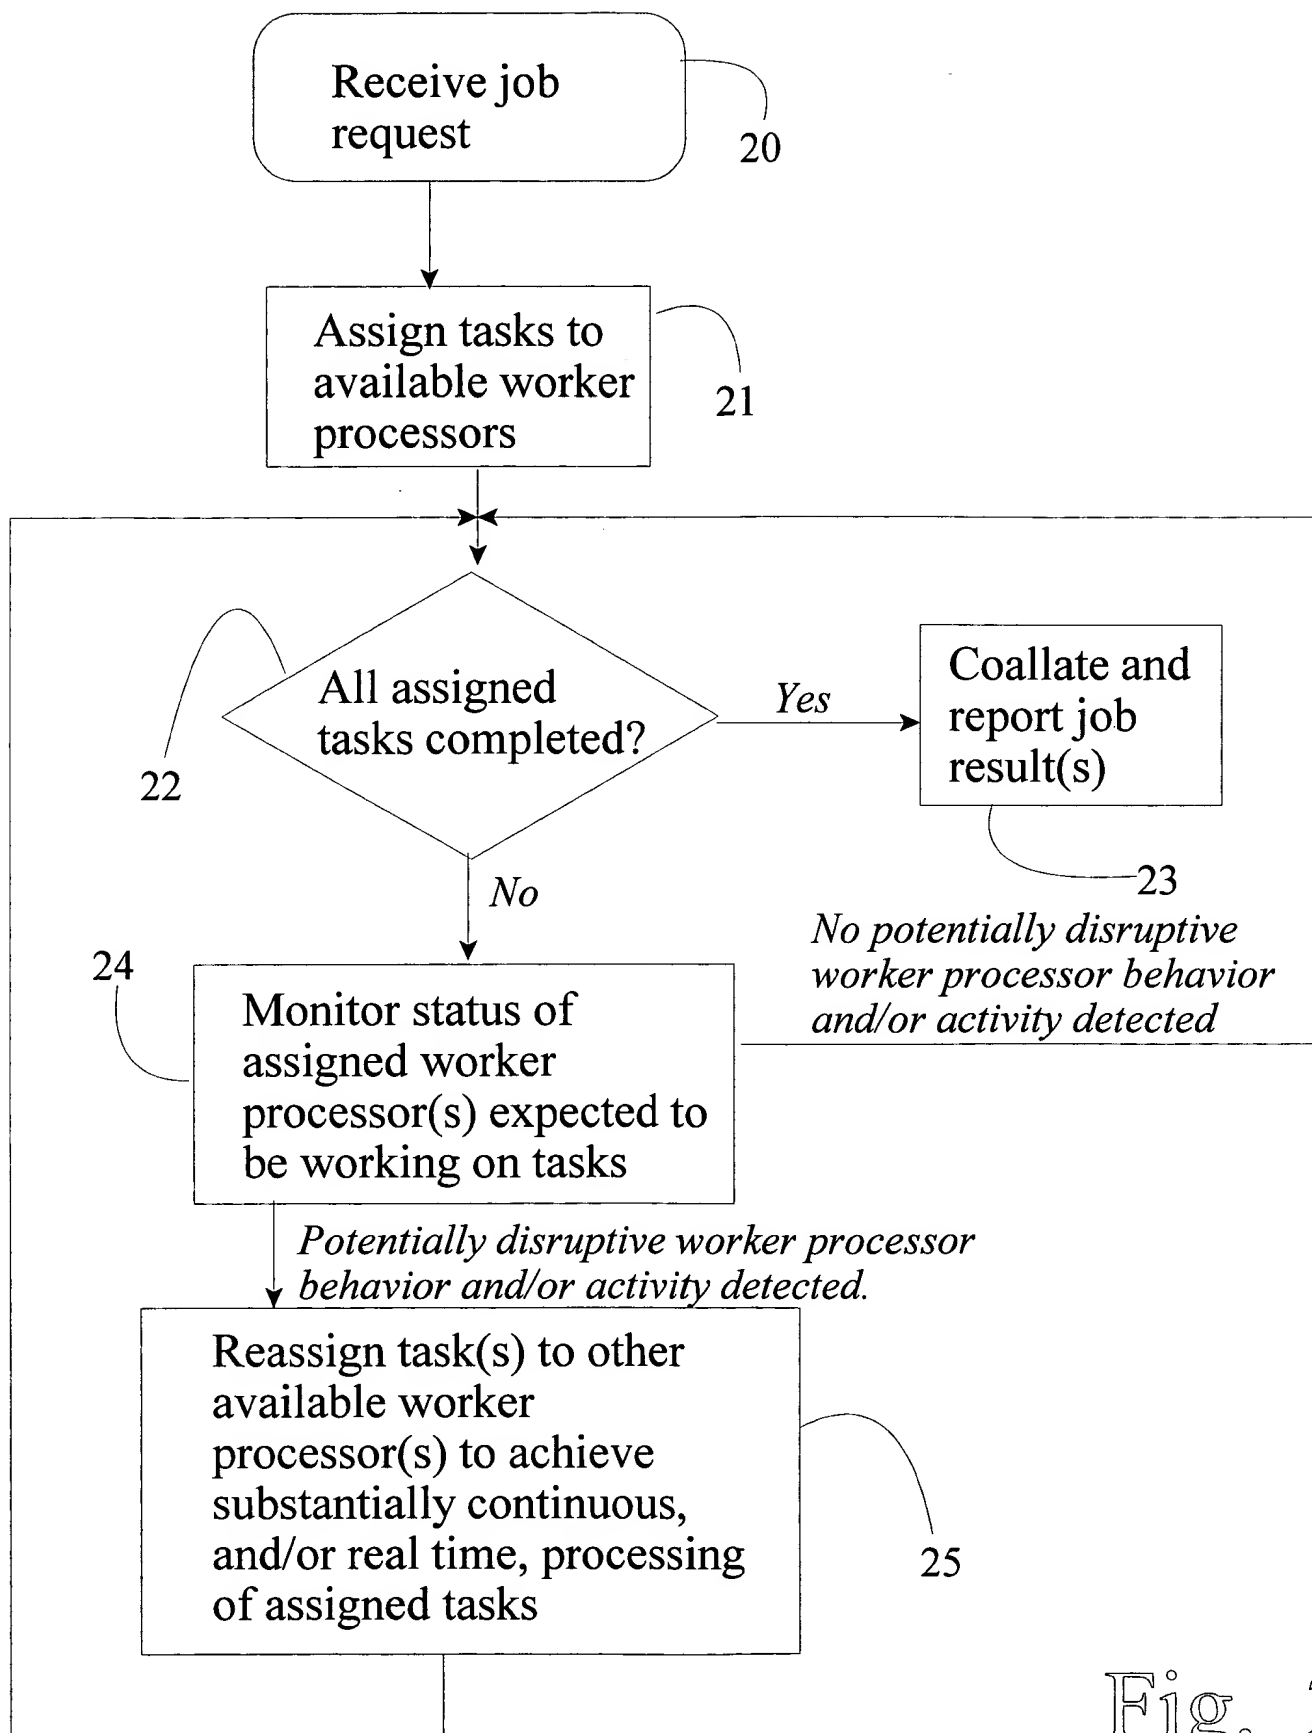 Receive job
request
20
Assign tasks to
available worker
processors
21
All assigned
tasks completed?
22
Yes
Coallate and
report job
result(s)
23
No
No potentially disruptive
worker processor behavior
and/or activity detected
24
Monitor status of
assigned worker
processor(s) expected to
be working on tasks
Potentially disruptive worker processor
behavior and/or activity detected.
Reassign task(s) to other
available worker
processor(s) to achieve
substantially continuous,
and/or real time, processing
of assigned tasks
25
Fig.